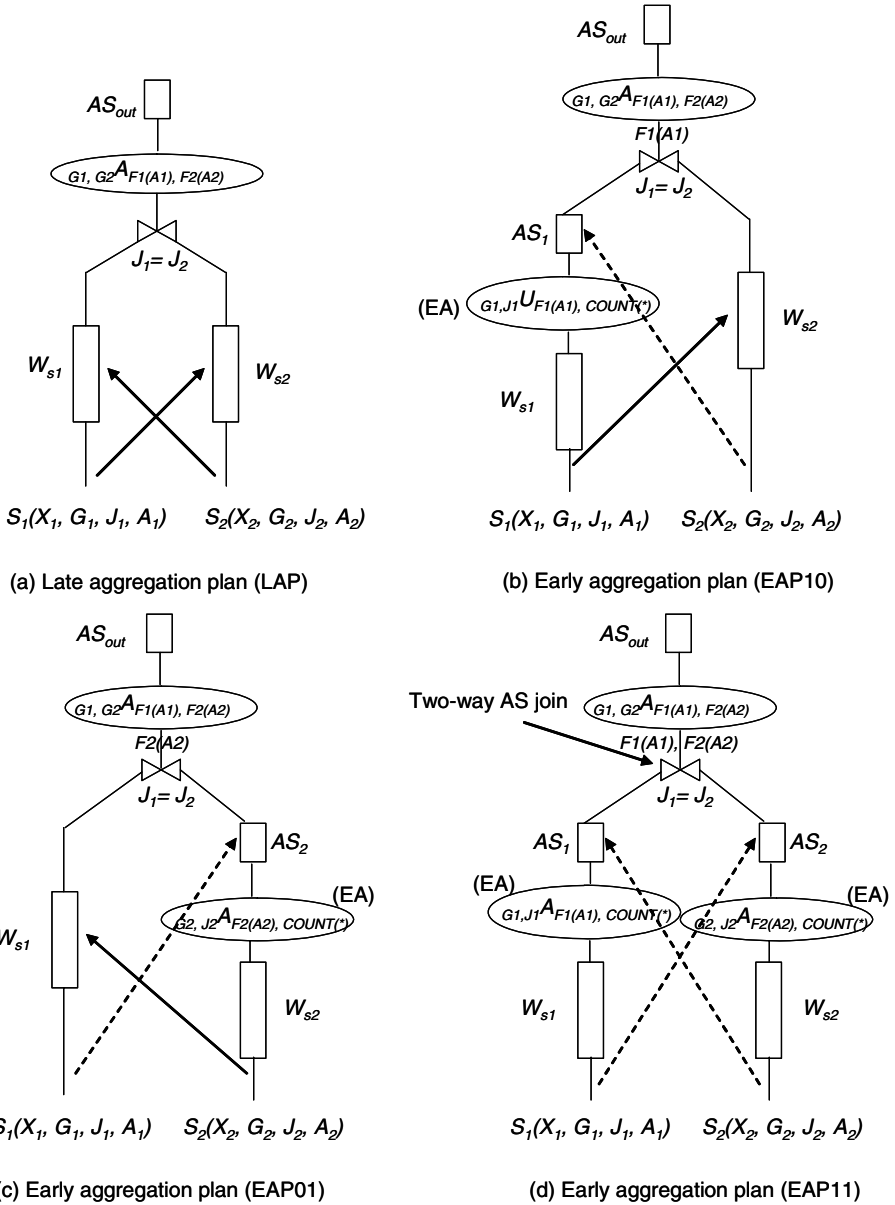 AS_out
G1, G2 A F1(A1), F2(A2)
J1 = J2
W_s1
W_s2
S1(X1, G1, J1, A1)
S2(X2, G2, J2, A2)
(a) Late aggregation plan (LAP)
AS_out
G1, G2 A F1(A1), F2(A2)
F1(A1)
J1 = J2
AS1
(EA)
G1,J1 U F1(A1), COUNT(*)
W_s2
W_s1
S1(X1, G1, J1, A1)
S2(X2, G2, J2, A2)
(b) Early aggregation plan (EAP10)
AS_out
G1, G2 A F1(A1), F2(A2)
F2(A2)
J1 = J2
AS2
(EA)
G2, J2 A F2(A2), COUNT(*)
W_s1
W_s2
S1(X1, G1, J1, A1)
S2(X2, G2, J2, A2)
(c) Early aggregation plan (EAP01)
AS_out
Two-way AS join
G1, G2 A F1(A1), F2(A2)
F1(A1), F2(A2)
J1 = J2
AS1
AS2
(EA)
(EA)
G1,J1 A F1(A1), COUNT(*)
G2, J2 A F2(A2), COUNT(*)
W_s1
W_s2
S1(X1, G1, J1, A1)
S2(X2, G2, J2, A2)
(d) Early aggregation plan (EAP11)